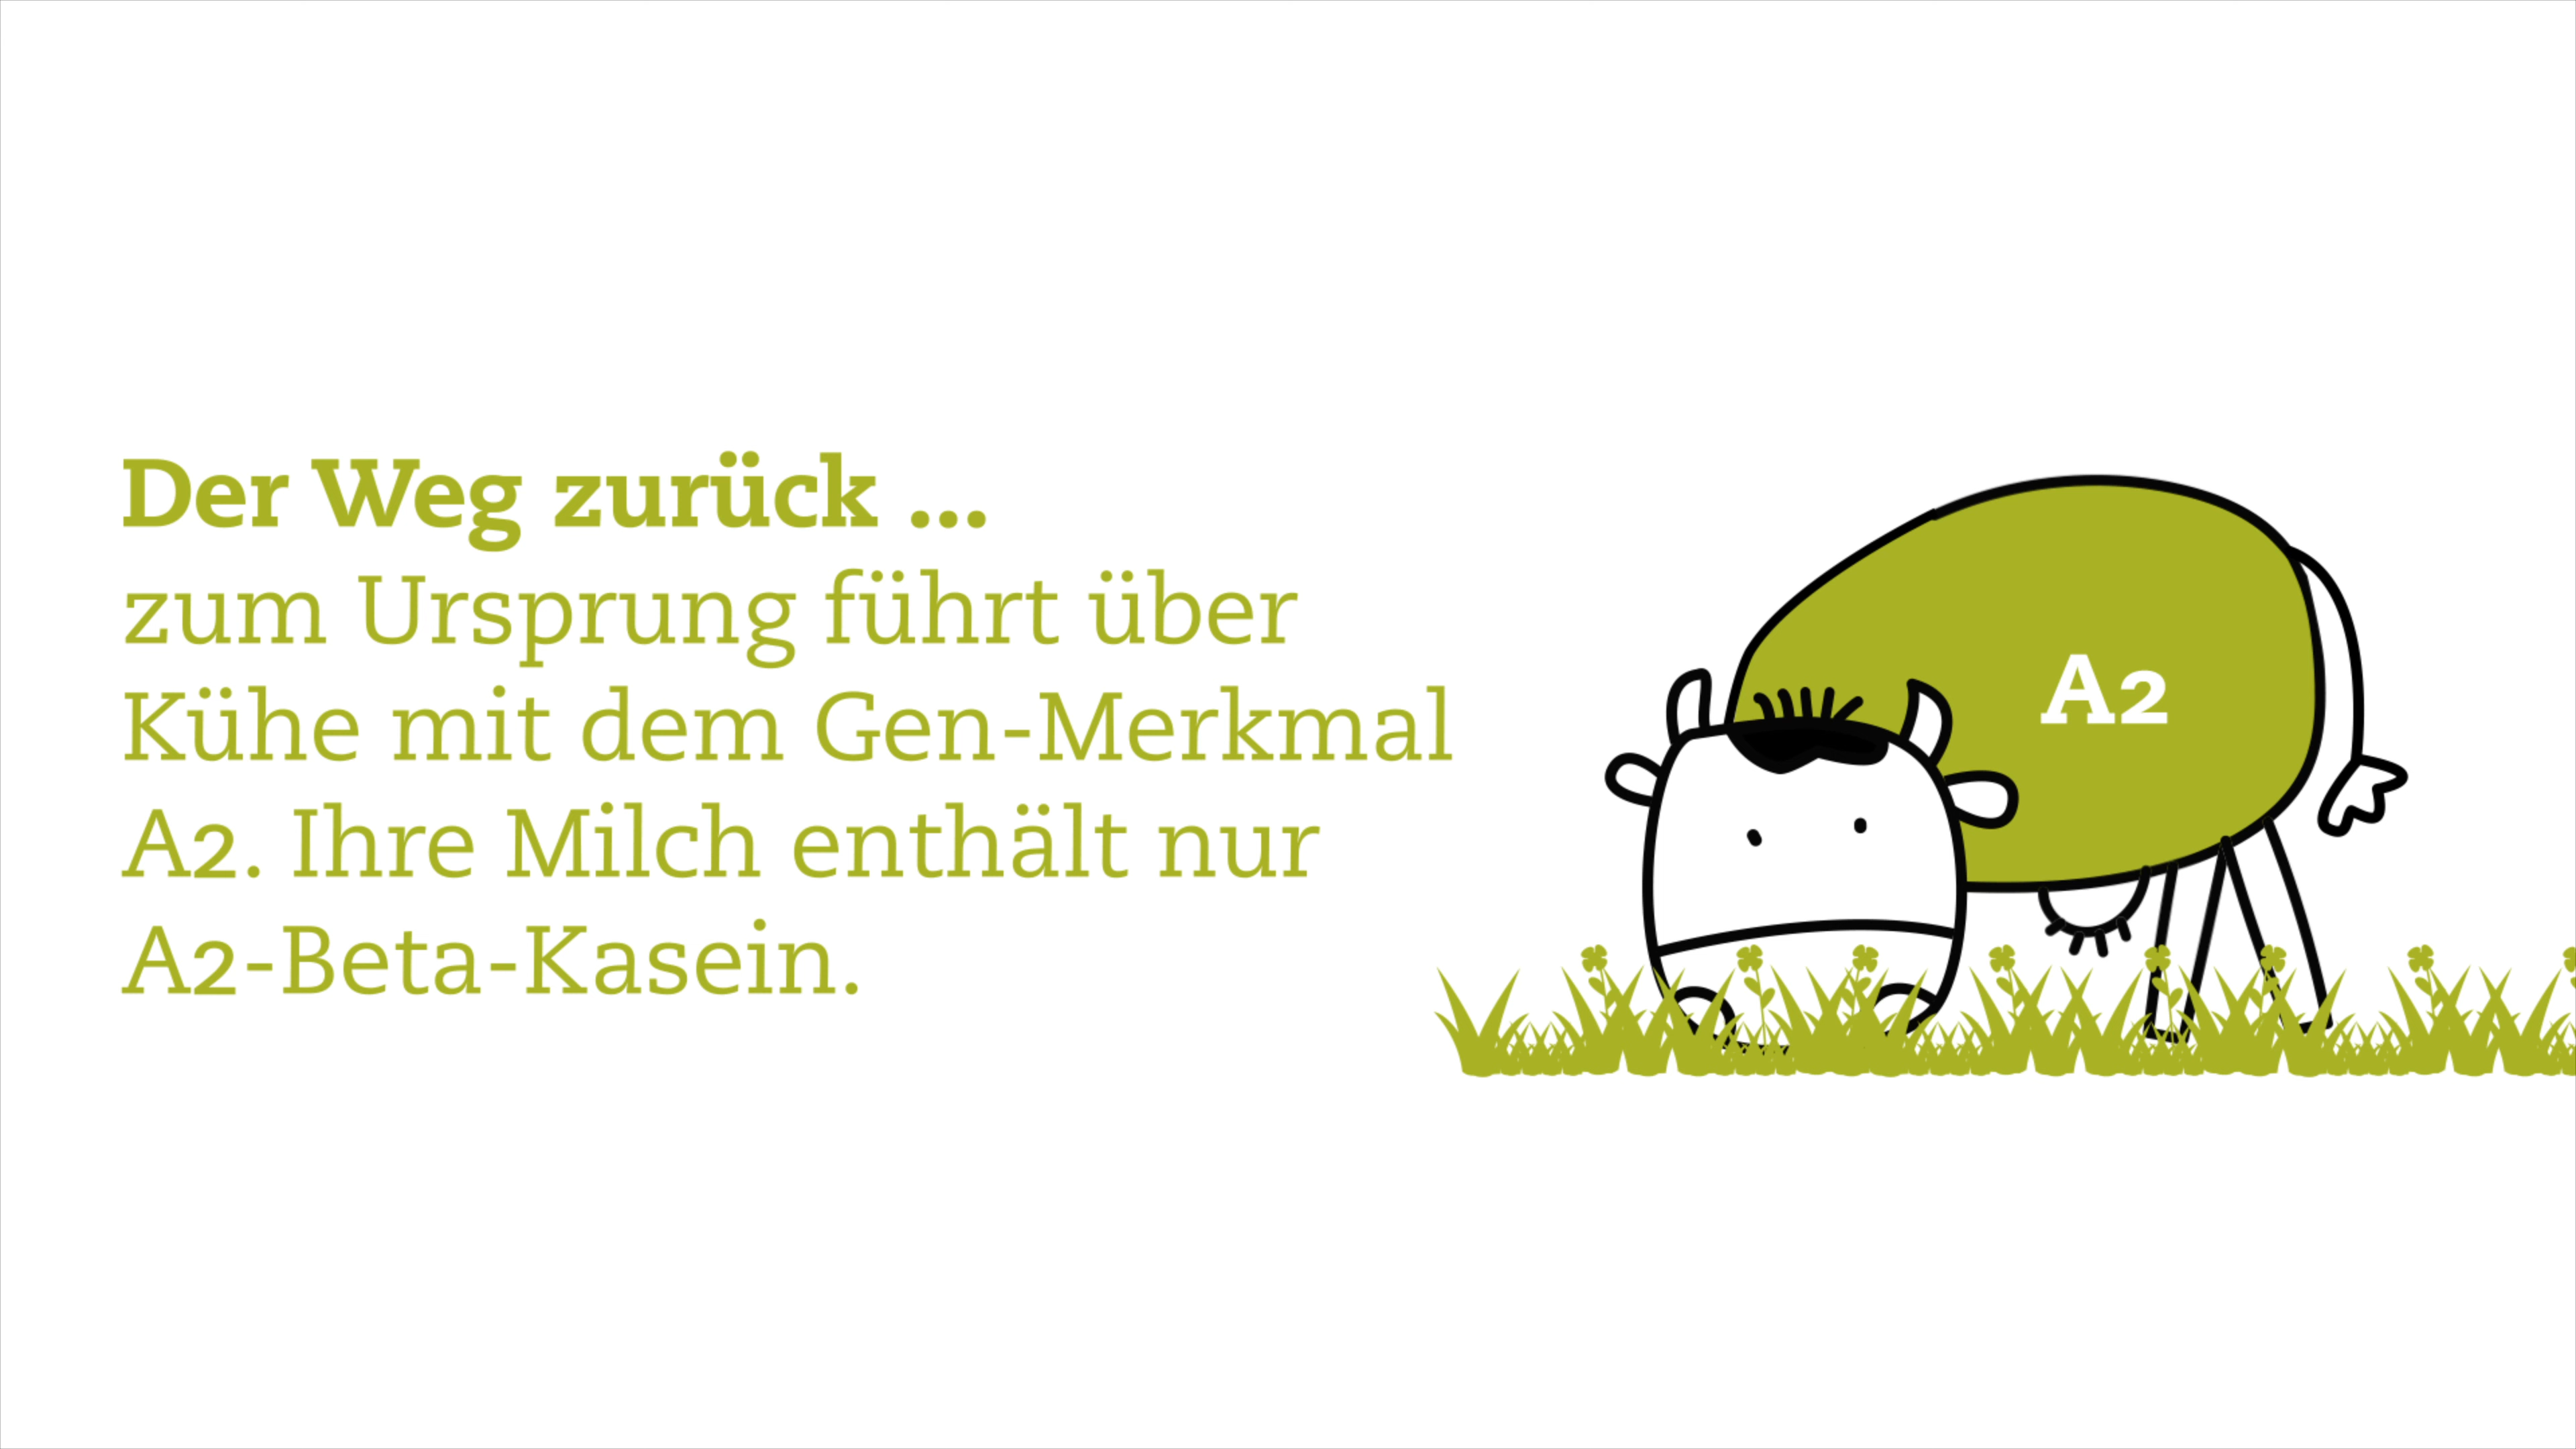 Der Weg zurück ...
zum Ursprung führt über
Kühe mit dem Gen-Merkmal
A2. Ihre Milch enthält nur
A2-Beta-Kasein.
A2